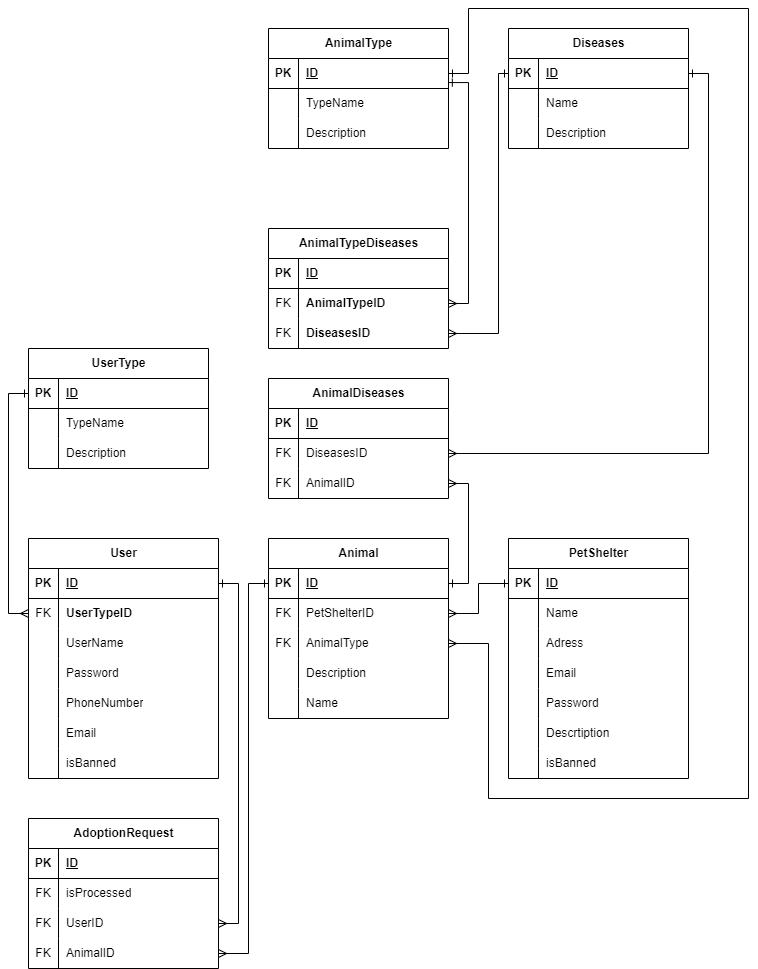 AnimalType
PK ID
TypeName
Description
Diseases
PK ID
Name
Description
AnimalTypeDiseases
PK ID
FK AnimalTypeID
FK DiseasesID
UserType
PK ID
TypeName
Description
AnimalDiseases
PK ID
FK DiseasesID
FK AnimalID
User
PK ID
FK UserTypeID
UserName
Password
PhoneNumber
Email
isBanned
Animal
PK ID
FK PetShelterID
FK AnimalType
Description
Name
PetShelter
PK ID
Name
Adress
Email
Password
Descrtiption
isBanned
AdoptionRequest
PK ID
FK isProcessed
FK UserID
FK AnimalID